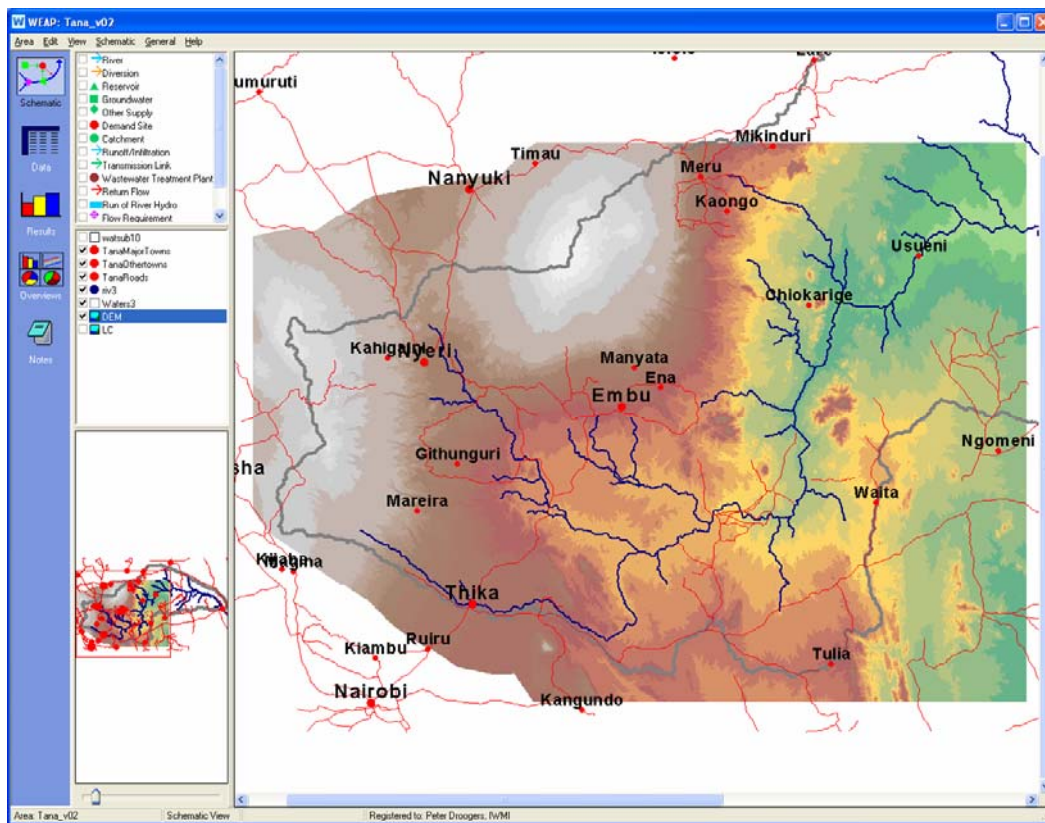 WEAP: Tana_v02
Area Edit View Schematic General Help
Schematic
Data
Results
Overviews
Notes
River
Diversion
Reservoir
Groundwater
Other Supply
Demand Site
Catchment
Runoff/Infiltration
Transmission Link
Wastewater Treatment Plant
Return Flow
Run of River Hydro
Flow Requirement
watsub10
TanaMajorTowns
TanaOthertowns
TanaRoads
riv3
Waters3
DEM
LC
umuruti
Timau
Nanyuki
Mikinduri
Meru
Kaongo
Usueni
Chiokarige
Nyeri
Manyata
Ena
Embu
Githunguri
Ngomeni
sha
Mareira
Waita
Thika
Ruiru
Kiambu
Tulia
Nairobi
Kangundo
Area: Tana_v02 Schematic View Registered to: Peter Droogers, IWMI